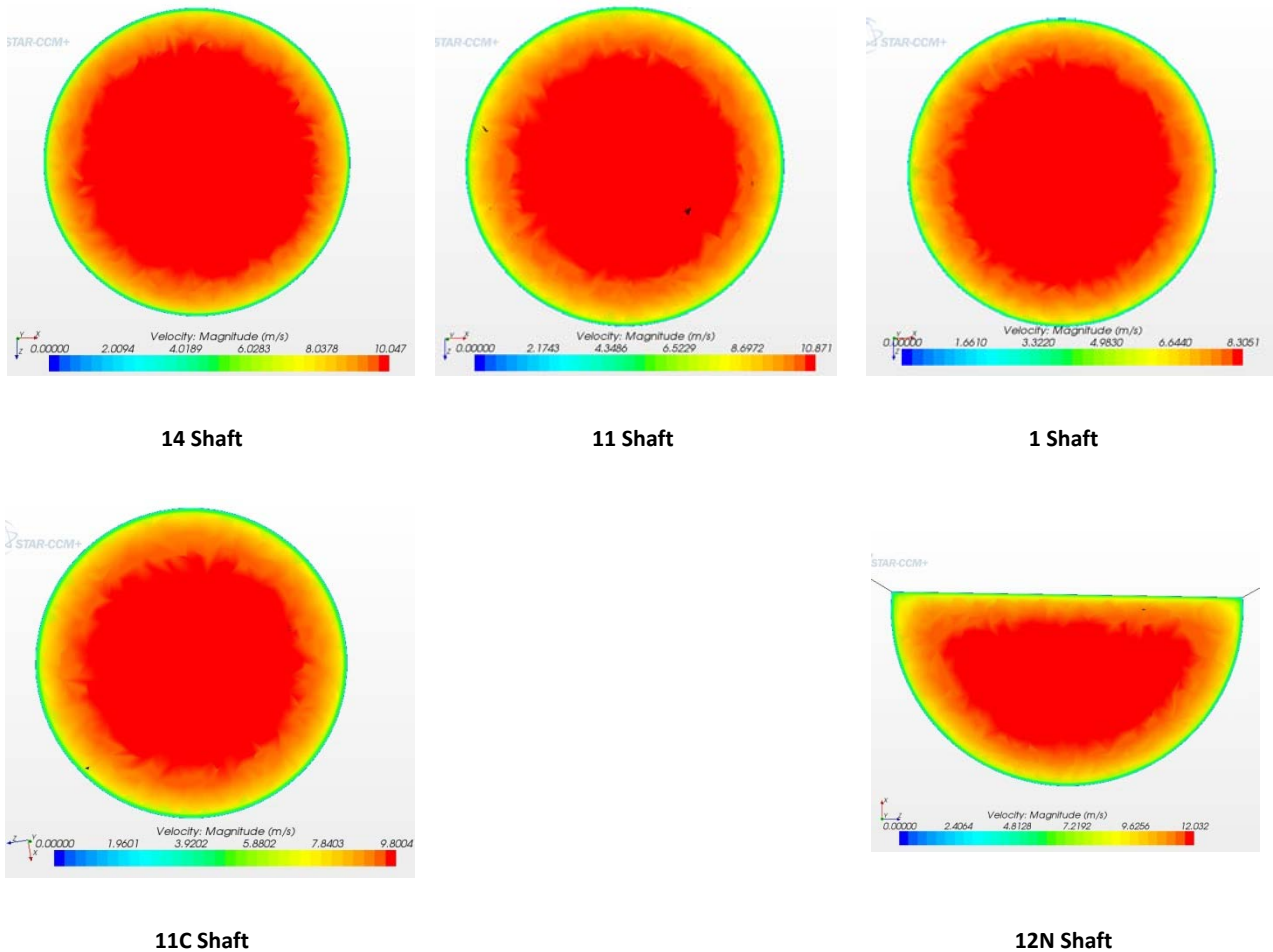 STAR-CCM+
STAR-CCM+
STAR-CCM+
Velocity: Magnitude (m/s)
0.00000 2.0094 4.0189 6.0283 8.0378 10.047
Velocity: Magnitude (m/s)
0.00000 2.1743 4.3486 6.5229 8.6972 10.871
Velocity: Magnitude (m/s)
0.00000 1.6610 3.3220 4.9830 6.6440 8.3051
14 Shaft
11 Shaft
1 Shaft
STAR-CCM+
STAR-CCM+
Velocity: Magnitude (m/s)
0.00000 1.9601 3.9202 5.8802 7.8403 9.8004
Velocity: Magnitude (m/s)
0.00000 2.4064 4.8128 7.2192 9.6256 12.032
11C Shaft
12N Shaft